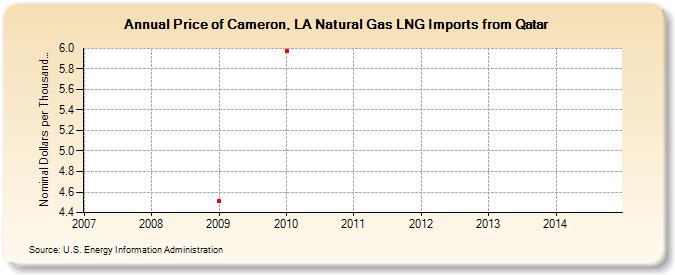 Annual Price of Cameron, LA Natural Gas LNG Imports from Qatar
Nominal Dollars per Thousand...
6.0
5.8
5.6
5.4
5.2
5.0
4.8
4.6
4.4
2007 2008 2009 2010 2011 2012 2013 2014
Source: U.S. Energy Information Administration